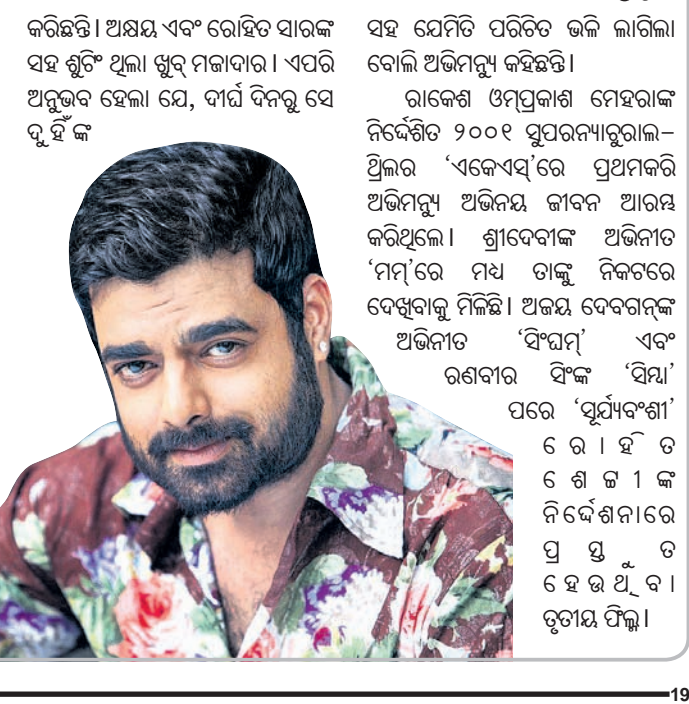 କରିଛନ୍ତି। ଅକ୍ଷୟ ଏବଂ ରୋହିତ ସାରଙ୍କ
ସହ ଶୁଟିଂ ଥିଲା ଖୁବ୍ ମଜାଦାର। ଏପରି
ଅନୁଭବ ହେଲା ଯେ, ଦୀର୍ଘ ଦିନରୁ ସେ
ଦୁହିଁଙ୍କ
ସହ ଯେମିତି ପରିଚିତ ଭଳି ଲାଗିଲା
ବୋଲି ଅଭିମନ୍ୟୁ କହିଛନ୍ତି।
ରାକେଶ ଓମ୍‌ପ୍ରକାଶ ମେହରାଙ୍କ
ନିର୍ଦ୍ଦେଶିତ ୨୦୦୧ ସୁପରନ୍ୟାଚୁରାଲ-
ଥ୍ରିଲର ‘ଏକେଏସ୍’ରେ ପ୍ରଥମକରି
ଅଭିମନ୍ୟୁ ଅଭିନୟ ଜୀବନ ଆରମ୍ଭ
କରିଥିଲେ। ଶ୍ରୀଦେବୀଙ୍କ ଅଭିନୀତ
‘ମମ୍’ରେ ମଧ୍ୟ ତାଙ୍କୁ ନିକଟରେ
ଦେଖିବାକୁ ମିଳିଛି। ଅଜୟ ଦେବଗନ୍‌ଙ୍କ
ଅଭିନୀତ ‘ସିଂଘମ୍’ ଏବଂ
ରଣବୀର ସିଂଙ୍କ ‘ସିମ୍ବା’
ପରେ ‘ସୂର୍ଯ୍ୟବଂଶୀ’
ରୋହିତ
ଶେଟ୍ଟୀଙ୍କ
ନିର୍ଦ୍ଦେଶନାରେ
ପ୍ରସ୍ତୁତ
ହେଉଥିବା
ତୃତୀୟ ଫିଲ୍ମ।
19